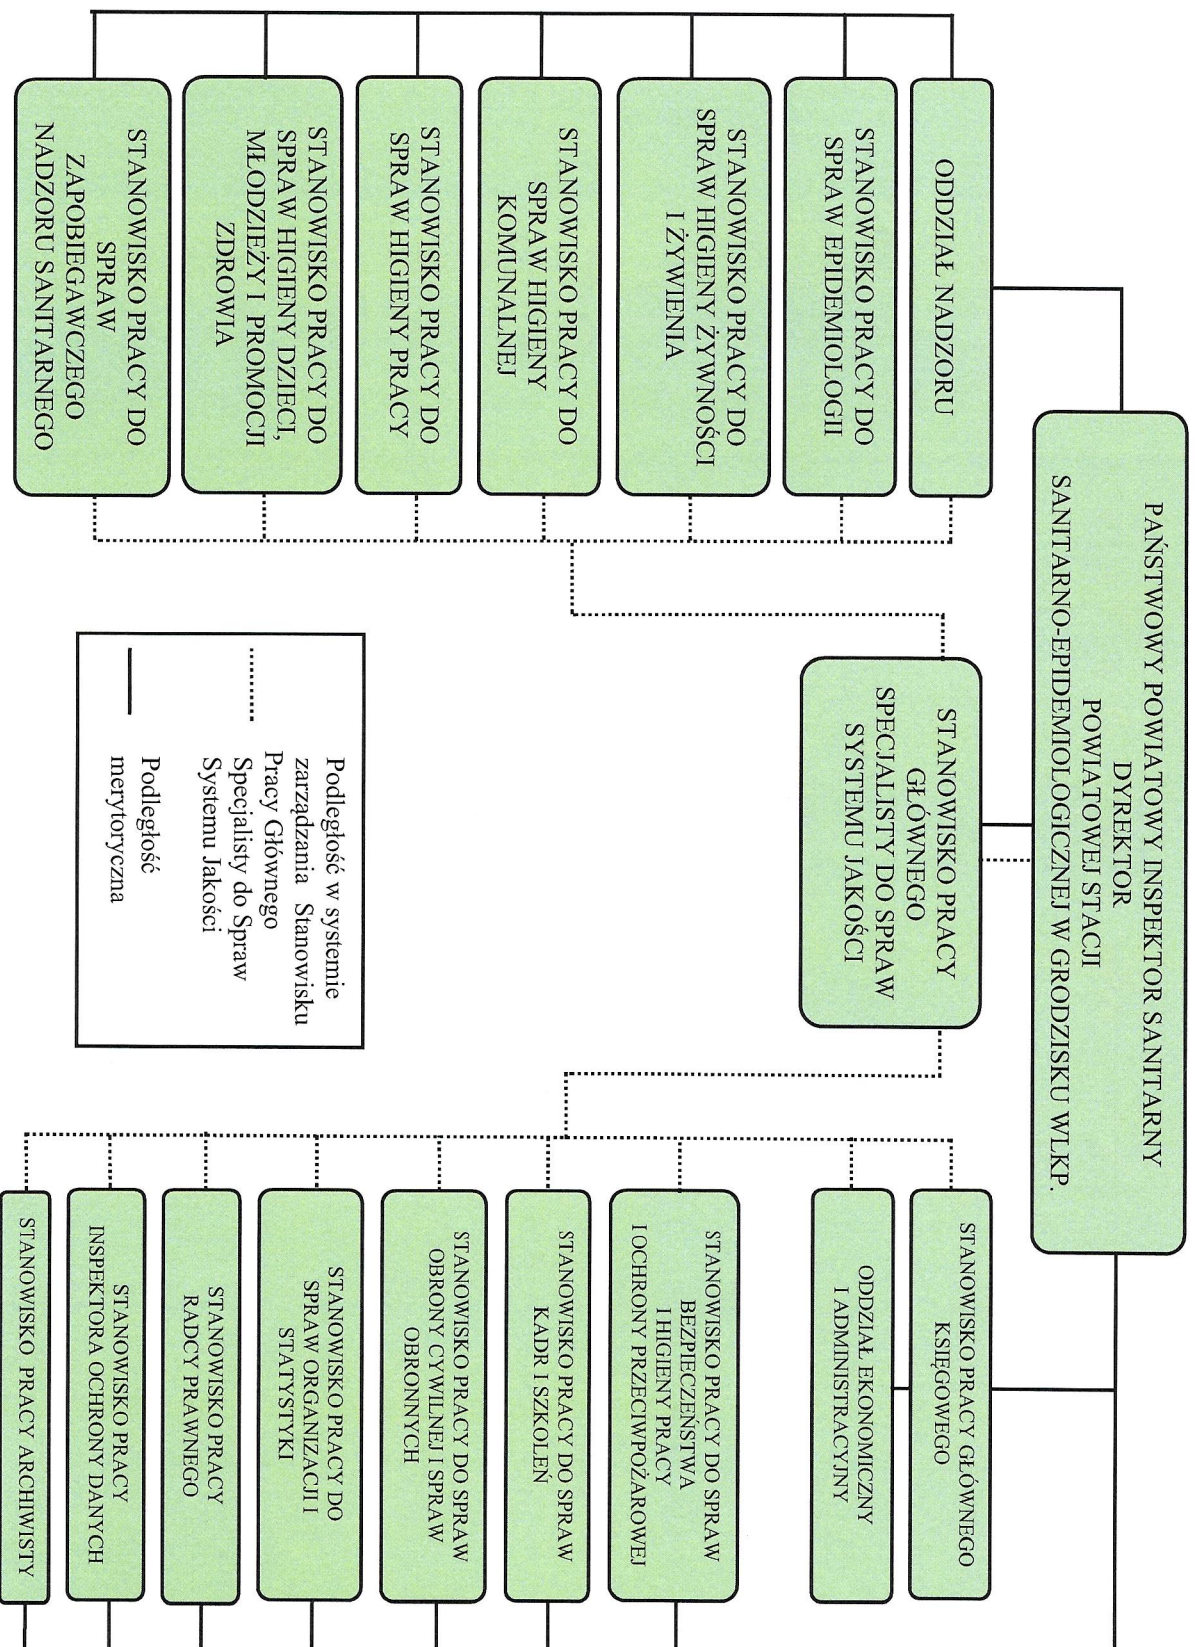 PAŃSTWOWY POWIATOWY INSPEKTOR SANITARNY
DYREKTOR
POWIATOWEJ STACJI
SANITARNO-EPIDEMIOLOGICZNEJ W GRODZISKU WLKP.
ODDZIAŁ NADZORU
STANOWISKO PRACY DO
SPRAW EPIDEMIOLOGII
STANOWISKO PRACY DO
SPRAW HIGIENY ŻYWNOŚCI
I ŻYWIENIA
STANOWISKO PRACY DO
SPRAW HIGIENY
KOMUNALNEJ
STANOWISKO PRACY DO
SPRAW HIGIENY PRACY
STANOWISKO PRACY DO
SPRAW HIGIENY DZIECI,
MŁODZIEŻY I PROMOCJI
ZDROWIA
STANOWISKO PRACY DO
SPRAW
ZAPOBIEGAWCZEGO
NADZORU SANITARNEGO
STANOWISKO PRACY
GŁÓWNEGO
SPECJALISTY DO SPRAW
SYSTEMU JAKOŚCI
Podległość w systemie
zarządzania Stanowisku
Pracy Głównego
Specjalisty do Spraw
Systemu Jakości
Podległość
merytoryczna
STANOWISKO PRACY GŁÓWNEGO
KSIĘGOWEGO
ODDZIAŁ EKONOMICZNY
I ADMINISTRACYJNY
STANOWISKO PRACY DO SPRAW
BEZPIECZEŃSTWA
I HIGIENY PRACY
I OCHRONY PRZECIWPOŻAROWEJ
STANOWISKO PRACY DO SPRAW
KADR I SZKOLEŃ
STANOWISKO PRACY DO SPRAW
OBRONY CYWILNEJ I SPRAW
OBRONNYCH
STANOWISKO PRACY DO
SPRAW ORGANIZACJI I
STATYSTYKI
STANOWISKO PRACY
RADCY PRAWNEGO
STANOWISKO PRACY
INSPEKTORA OCHRONY DANYCH
STANOWISKO PRACY ARCHIWISTY